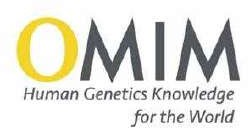 OMIM
Human Genetics Knowledge
for the World